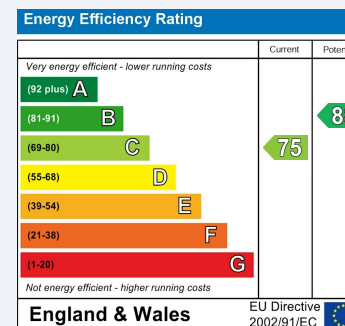 Energy Efficiency Rating
Current
Very energy efficient - lower running costs
(92 plus) A
(81-91) B
(69-80) C
75
(55-68) D
(39-54) E
(21-38) F
(1-20) G
Not energy efficient - higher running costs
England & Wales
EU Directive
2002/91/EC